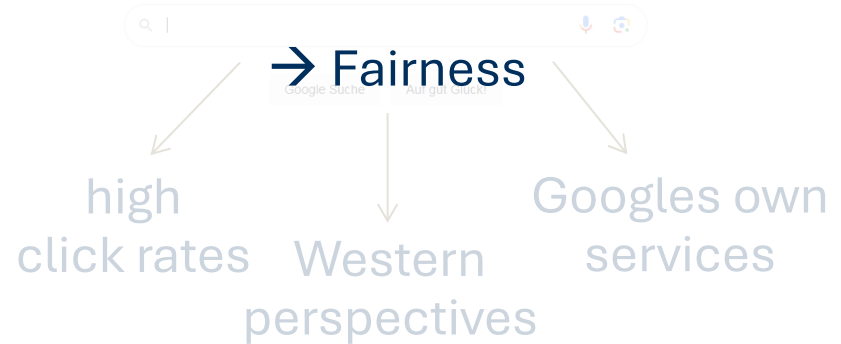 → Fairness
Google Suche
Auf gut Glück!
high
click rates
Western
perspectives
Googles own
services